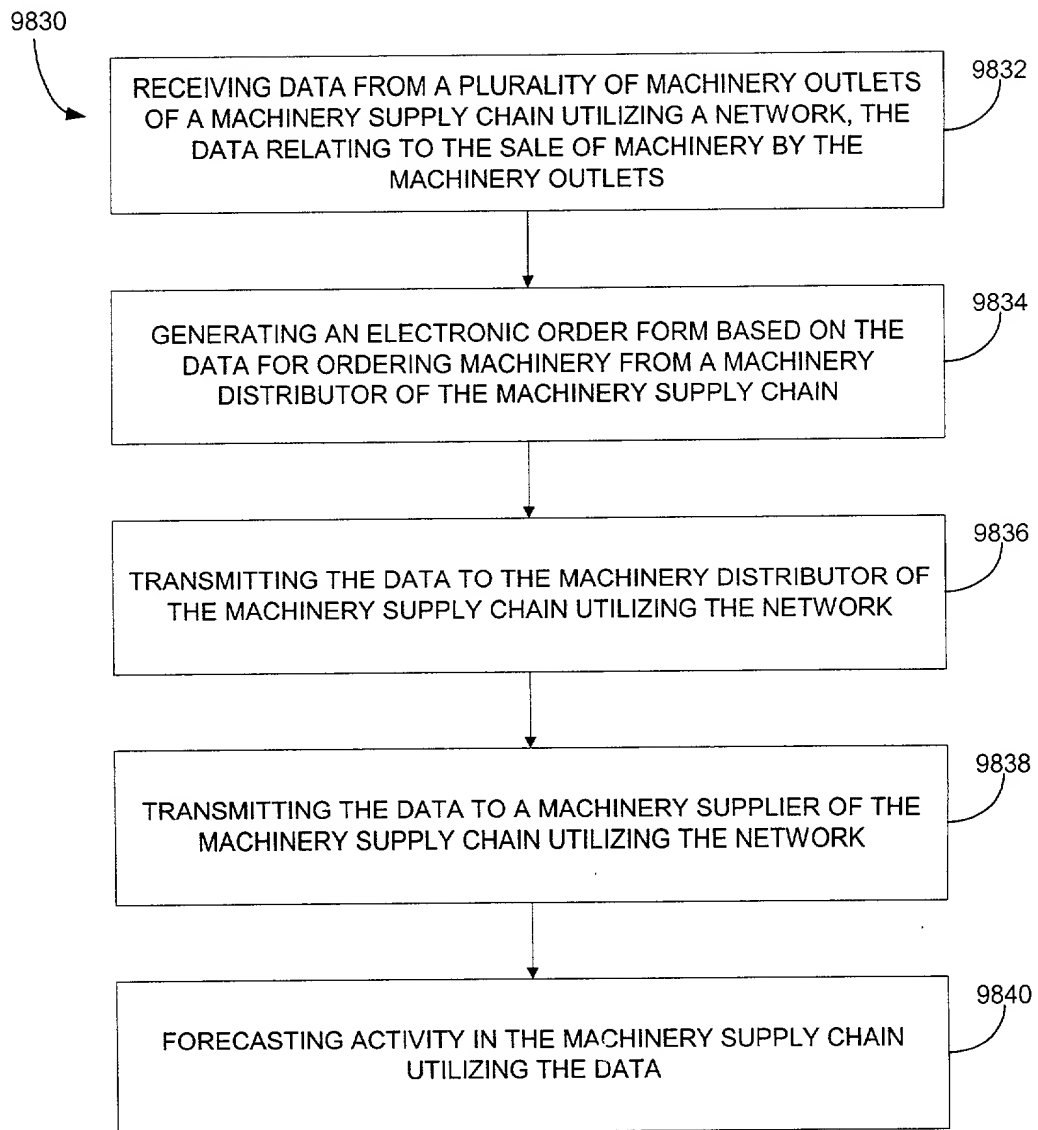 9830
9832
RECEIVING DATA FROM A PLURALITY OF MACHINERY OUTLETS
OF A MACHINERY SUPPLY CHAIN UTILIZING A NETWORK, THE
DATA RELATING TO THE SALE OF MACHINERY BY THE
MACHINERY OUTLETS
9834
GENERATING AN ELECTRONIC ORDER FORM BASED ON THE
DATA FOR ORDERING MACHINERY FROM A MACHINERY
DISTRIBUTOR OF THE MACHINERY SUPPLY CHAIN
9836
TRANSMITTING THE DATA TO THE MACHINERY DISTRIBUTOR OF
THE MACHINERY SUPPLY CHAIN UTILIZING THE NETWORK
9838
TRANSMITTING THE DATA TO A MACHINERY SUPPLIER OF THE
MACHINERY SUPPLY CHAIN UTILIZING THE NETWORK
9840
FORECASTING ACTIVITY IN THE MACHINERY SUPPLY CHAIN
UTILIZING THE DATA